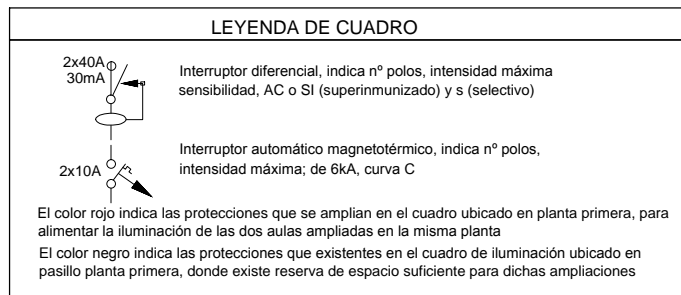 LEYENDA DE CUADRO
2x40A
30mA
Interruptor diferencial, indica nº polos, intensidad máxima
sensibilidad, AC o SI (superinmunizado) y s (selectivo)
2x10A
Interruptor automático magnetotérmico, indica nº polos,
intensidad máxima; de 6kA, curva C
El color rojo indica las protecciones que se amplian en el cuadro ubicado en planta primera, para
alimentar la iluminación de las dos aulas ampliadas en la misma planta
El color negro indica las protecciones que existentes en el cuadro de iluminación ubicado en
pasillo planta primera, donde existe reserva de espacio suficiente para dichas ampliaciones